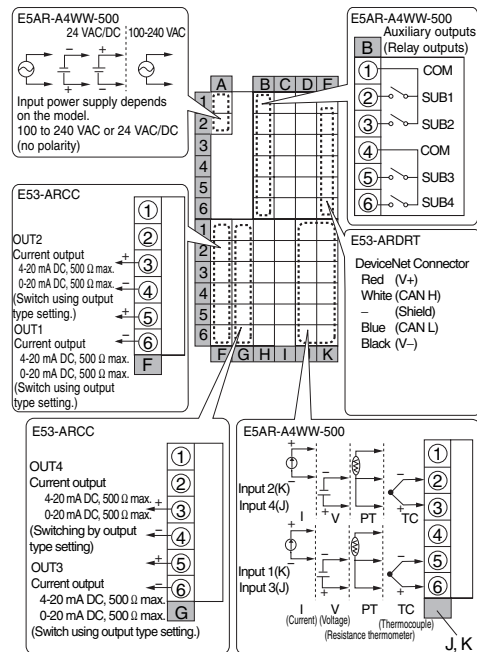 E5AR-A4WW-500
24 VAC/DC 100-240 VAC
− + + −
Input power supply depends
on the model.
100 to 240 VAC or 24 VAC/DC
(no polarity)
A B C D E
1
2
3
4
5
6
1
2
3
4
5
6
F G H I J K
E5AR-A4WW-500
Auxiliary outputs
(Relay outputs)
B
① COM
② SUB1
③ SUB2
④ COM
⑤ SUB3
⑥ SUB4
E53-ARCC
①
②
OUT2
Current output
4-20 mA DC, 500 Ω max. + ③
0-20 mA DC, 500 Ω max. − ④
(Switch using output
type setting.) + ⑤
OUT1 − ⑥
Current output
4-20 mA DC, 500 Ω max. F
0-20 mA DC, 500 Ω max.
(Switch using output
type setting.)
E53-ARDRT
DeviceNet Connector
Red (V+)
White (CAN H)
– (Shield)
Blue (CAN L)
Black (V–)
E53-ARCC
①
OUT4
②
Current output
4-20 mA DC, 500 Ω max. + ③
0-20 mA DC, 500 Ω max. − ④
(Switching by output
type setting)
+ ⑤
OUT3
Current output − ⑥
4-20 mA DC, 500 Ω max.
0-20 mA DC, 500 Ω max. G
(Switch using output type setting.)
E5AR-A4WW-500
①
②
③
④
⑤
⑥
Input 2(K)
Input 4(J)
I V PT TC
Input 1(K)
Input 3(J)
I V PT TC
(Current) (Voltage) (Thermocouple)
(Resistance thermometer)
J, K